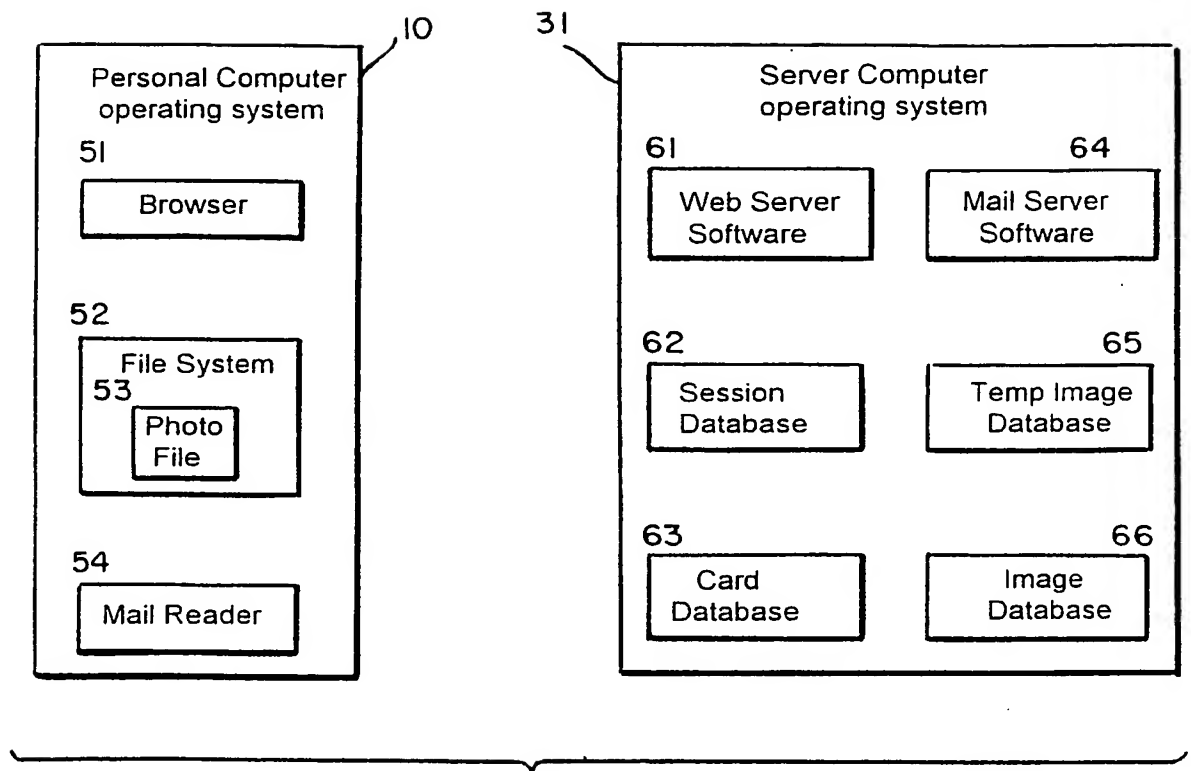 10
Personal Computer
operating system
51
Browser
52
File System
53
Photo
File
54
Mail Reader
31
Server Computer
operating system
61
Web Server
Software
64
Mail Server
Software
62
Session
Database
65
Temp Image
Database
63
Card
Database
66
Image
Database